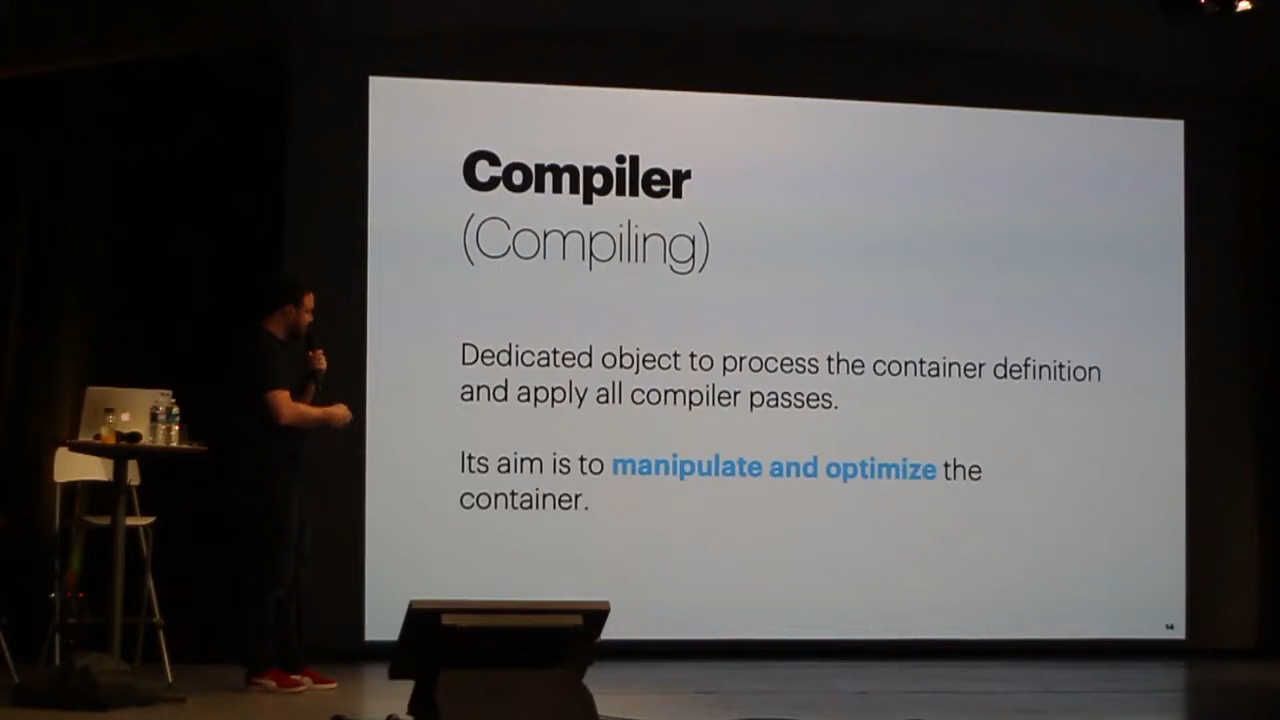 Compiler
(Compiling)
Dedicated object to process the container definition
and apply all compiler passes.
Its aim is to manipulate and optimize the
container.
14